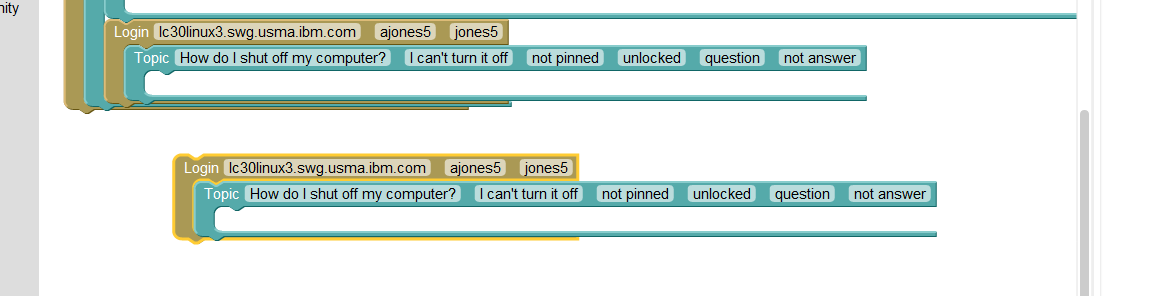 nity
Login lc30linux3.swg.usma.ibm.com ajones5 jones5
Topic How do I shut off my computer? I can't turn it off not pinned unlocked question not answer
Login lc30linux3.swg.usma.ibm.com ajones5 jones5
Topic How do I shut off my computer? I can't turn it off not pinned unlocked question not answer